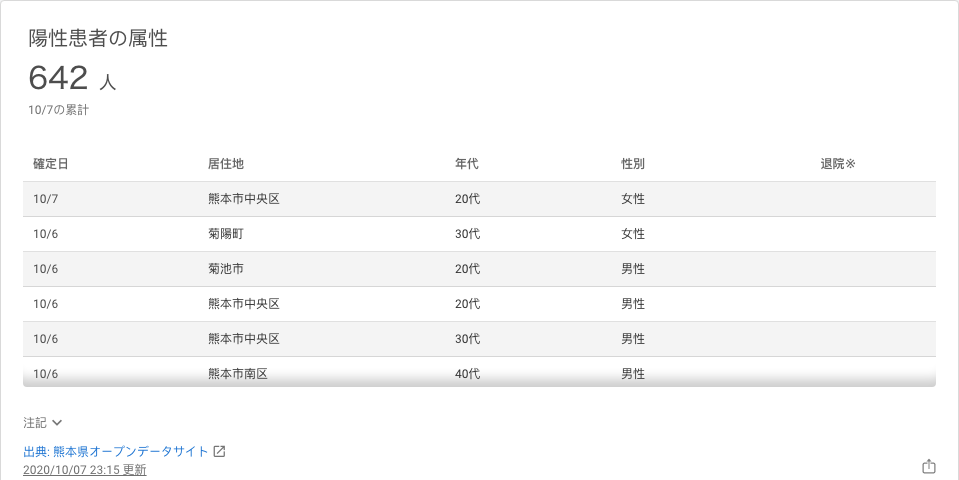 陽性患者の属性
642 人
10/7の累計
確定日 居住地 年代 性別 退院※
10/7 熊本市中央区 20代 女性
10/6 菊陽町 30代 女性
10/6 菊池市 20代 男性
10/6 熊本市中央区 20代 男性
10/6 熊本市中央区 30代 男性
10/6 熊本市南区 40代 男性
注記
出典: 熊本県オープンデータサイト
2020/10/07 23:15 更新